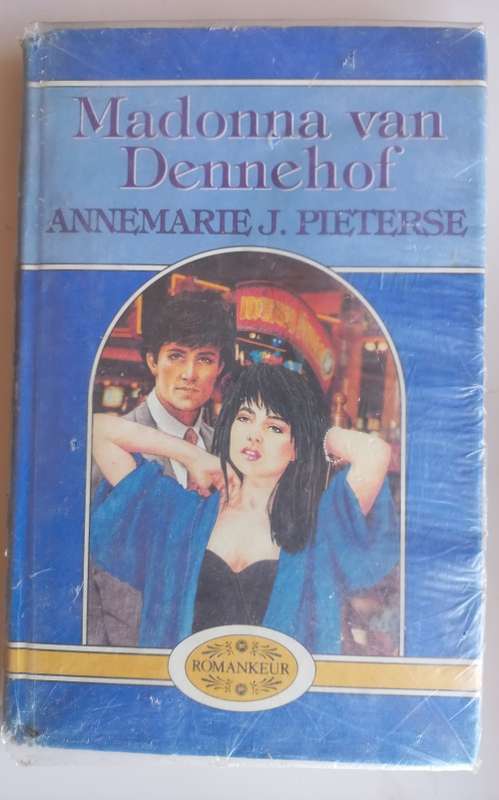 Madonna van
Dennehof
ANNEMARIE J. PIETERSE
ROMANKEUR